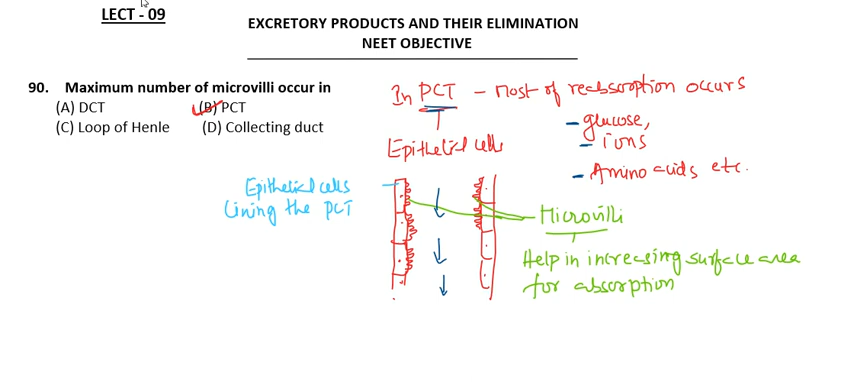 LECT - 09
EXCRETORY PRODUCTS AND THEIR ELIMINATION
NEET OBJECTIVE
90. Maximum number of microvilli occur in
(A) DCT (B) PCT
(C) Loop of Henle (D) Collecting duct
In PCT - Most of reabsorption occurs
- glucose,
- ions
- Amino acids etc.
Epithelial cells
Epithelial cells
Lining the PCT
Microvilli
Help in increasing surface area
for absorption